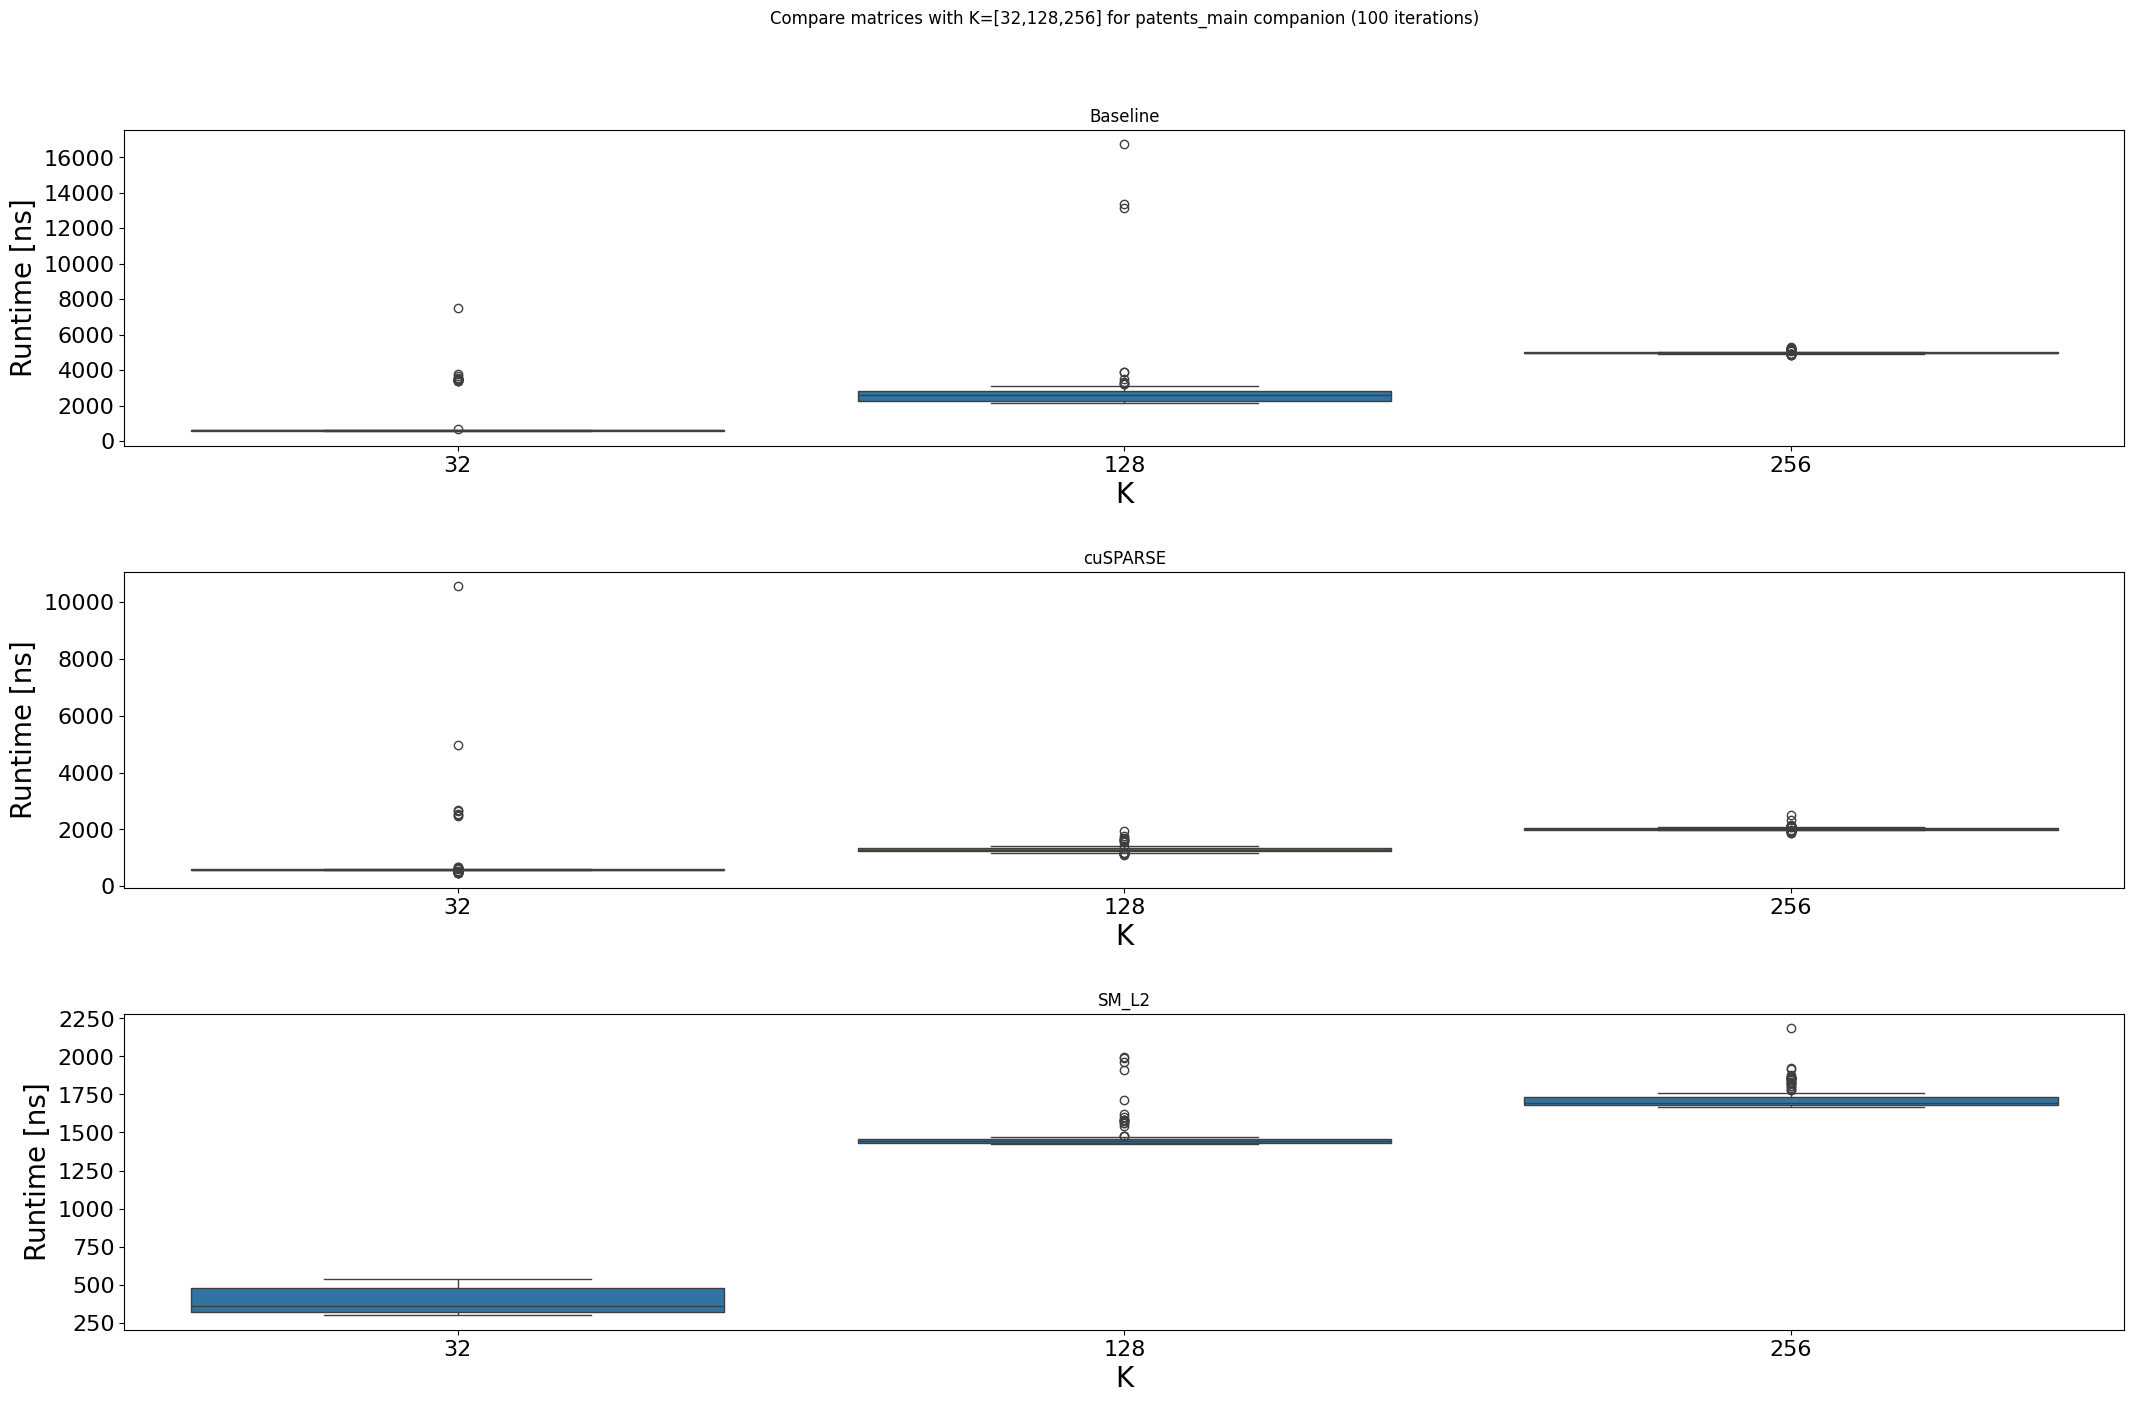 Compare matrices with K=[32,128,256] for patents_main companion (100 iterations)
Baseline
Runtime [ns]
16000
14000
12000
10000
8000
6000
4000
2000
0
32 128 256
K
cuSPARSE
Runtime [ns]
10000
8000
6000
4000
2000
0
32 128 256
K
SM_L2
Runtime [ns]
2250
2000
1750
1500
1250
1000
750
500
250
32 128 256
K